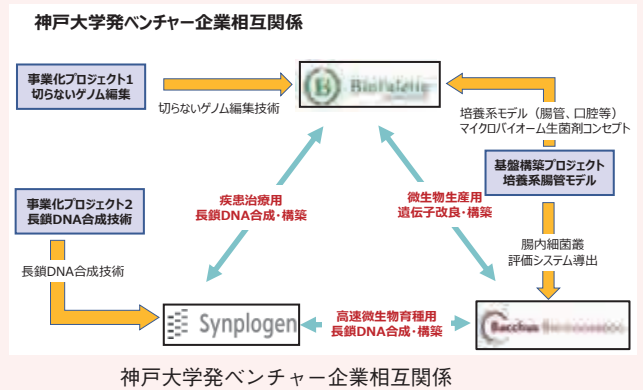 神戸大学発ベンチャー企業相互関係
事業化プロジェクト1
切らないゲノム編集
切らないゲノム編集技術
B
培養系モデル（腸管、口腔等）
マイクロバイオーム生菌剤コンセプト
基盤構築プロジェクト
培養系腸管モデル
疾患治療用
長鎖DNA合成・構築
微生物生産用
遺伝子改良・構築
事業化プロジェクト2
長鎖DNA合成技術
長鎖DNA合成技術
腸内細菌叢
評価システム導出
Synplogen
高速微生物育種用
長鎖DNA合成・構築
Bacchus
神戸大学発ベンチャー企業相互関係